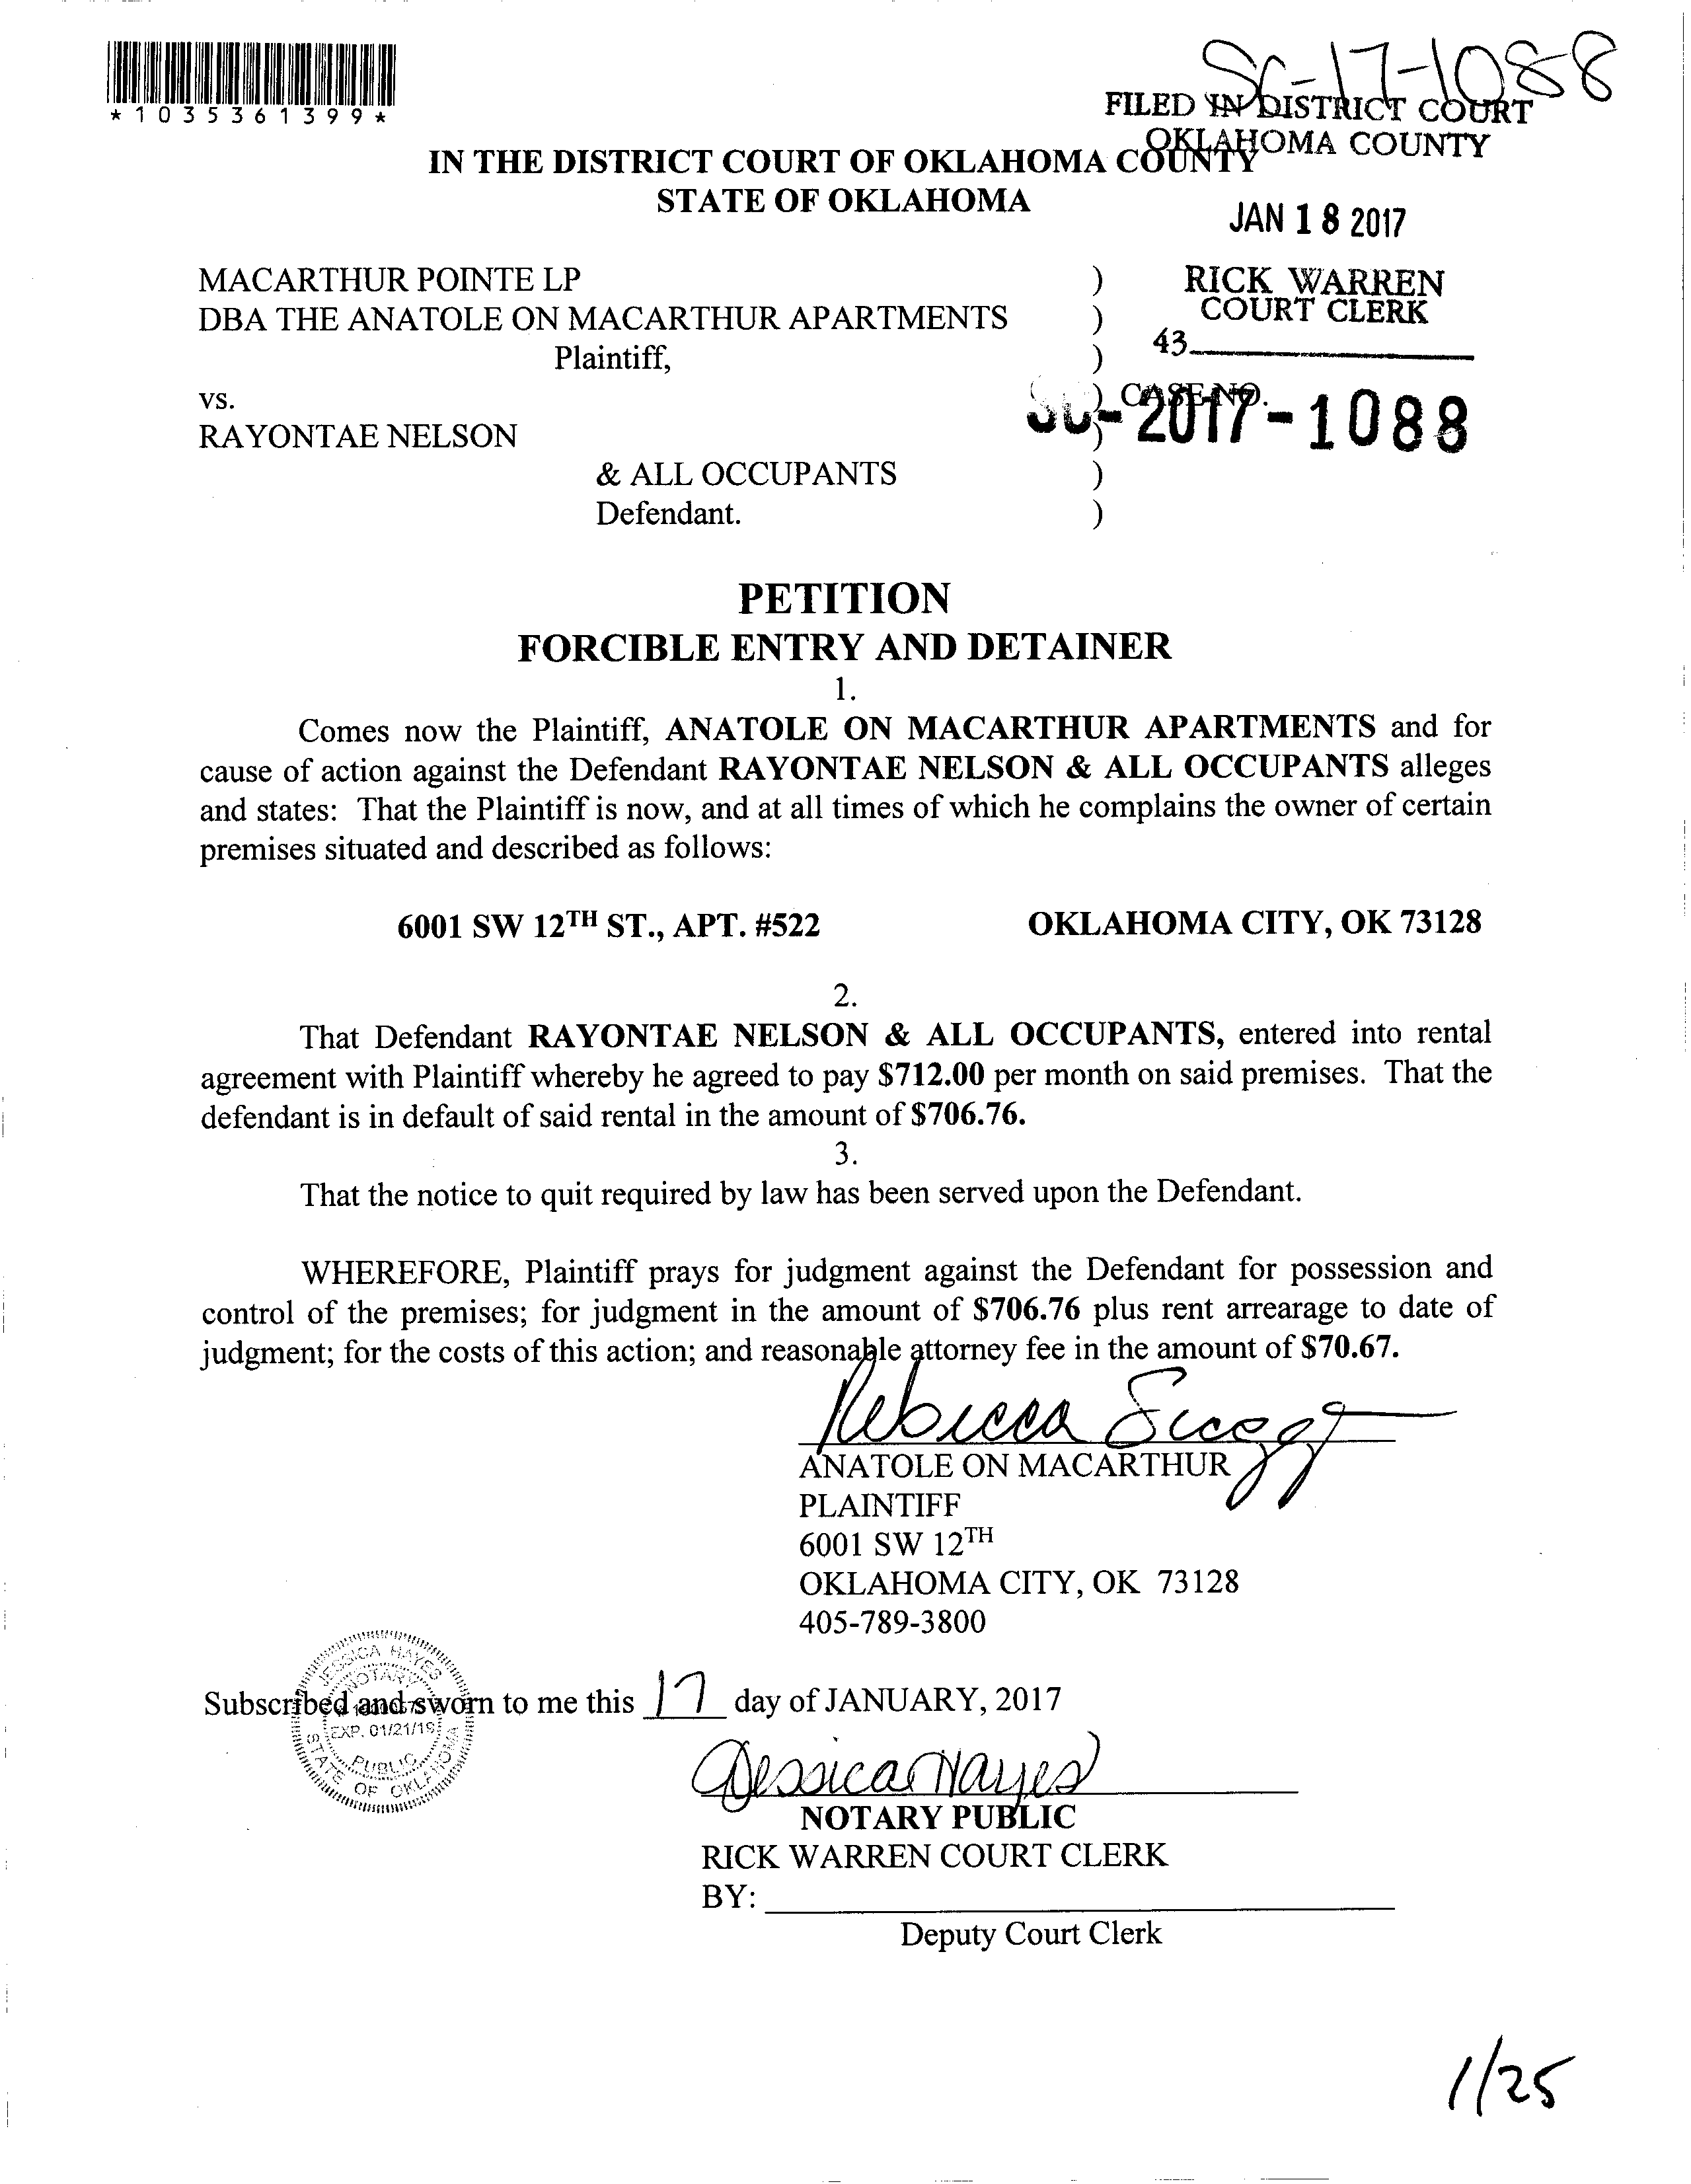 SC-17-1088
*1035361399*
FILED IN DISTRICT COURT
OKLAHOMA COUNTY
IN THE DISTRICT COURT OF OKLAHOMA COUNTY
STATE OF OKLAHOMA
JAN 18 2017
MACARTHUR POINTE LP )
DBA THE ANATOLE ON MACARTHUR APARTMENTS )
Plaintiff, )
RICK WARREN
COURT CLERK
43
vs. ) CASE NO.
SC-2017-1088
RAYONTAE NELSON )
& ALL OCCUPANTS )
Defendant. )
PETITION
FORCIBLE ENTRY AND DETAINER
1.
Comes now the Plaintiff, ANATOLE ON MACARTHUR APARTMENTS and for
cause of action against the Defendant RAYONTAE NELSON & ALL OCCUPANTS alleges
and states: That the Plaintiff is now, and at all times of which he complains the owner of certain
premises situated and described as follows:
6001 SW 12TH ST., APT. #522 OKLAHOMA CITY, OK 73128
2.
That Defendant RAYONTAE NELSON & ALL OCCUPANTS, entered into rental
agreement with Plaintiff whereby he agreed to pay $712.00 per month on said premises. That the
defendant is in default of said rental in the amount of $706.76.
3.
That the notice to quit required by law has been served upon the Defendant.
WHEREFORE, Plaintiff prays for judgment against the Defendant for possession and
control of the premises; for judgment in the amount of $706.76 plus rent arrearage to date of
judgment; for the costs of this action; and reasonable attorney fee in the amount of $70.67.
Rebecca
ANATOLE ON MACARTHUR
PLAINTIFF
6001 SW 12TH
OKLAHOMA CITY, OK 73128
405-789-3800
JESSICA HAYES
NOTARY
EXP. 01/21/19
PUBLIC
STATE OF OKLAHOMA
Subscribed and sworn to me this 17 day of JANUARY, 2017
Jessica Hayes
NOTARY PUBLIC
RICK WARREN COURT CLERK
BY:
Deputy Court Clerk
1/25